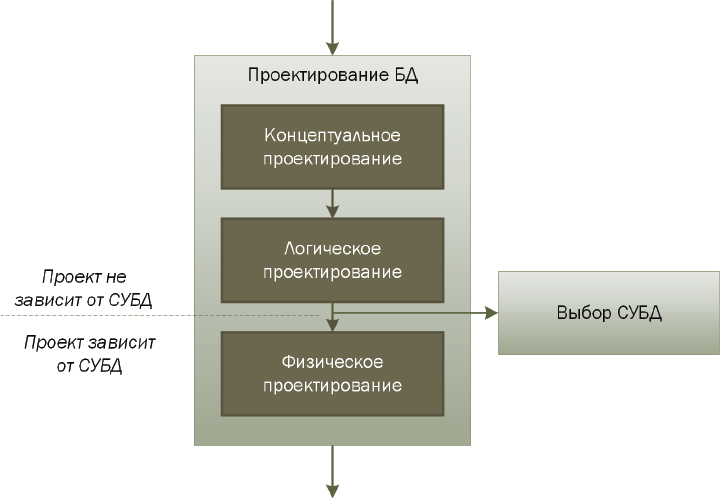 Проектирование БД
Концептуальное
проектирование
Логическое
проектирование
Проект не
зависит от СУБД
Выбор СУБД
Проект зависит
от СУБД
Физическое
проектирование